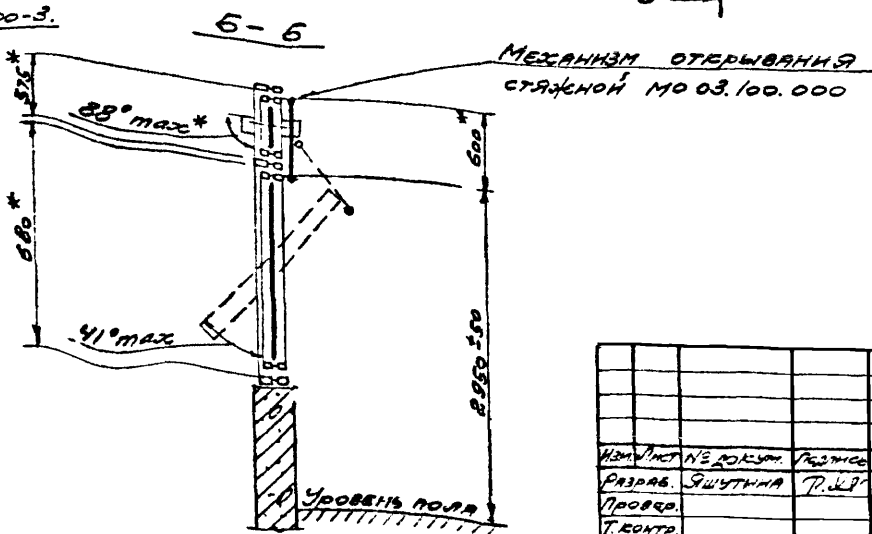 00-3.
Б - Б
МЕХАНИЗМ ОТКРЫВАНИЯ
СТЯЖНОЙ МО 03.100.000
575*
88° max*
600*
680*
41° max
2950±50
Уровень пола
Изм. Лист № докум. Подпись
Разраб. Яшутина
Провер.
Т.контр.